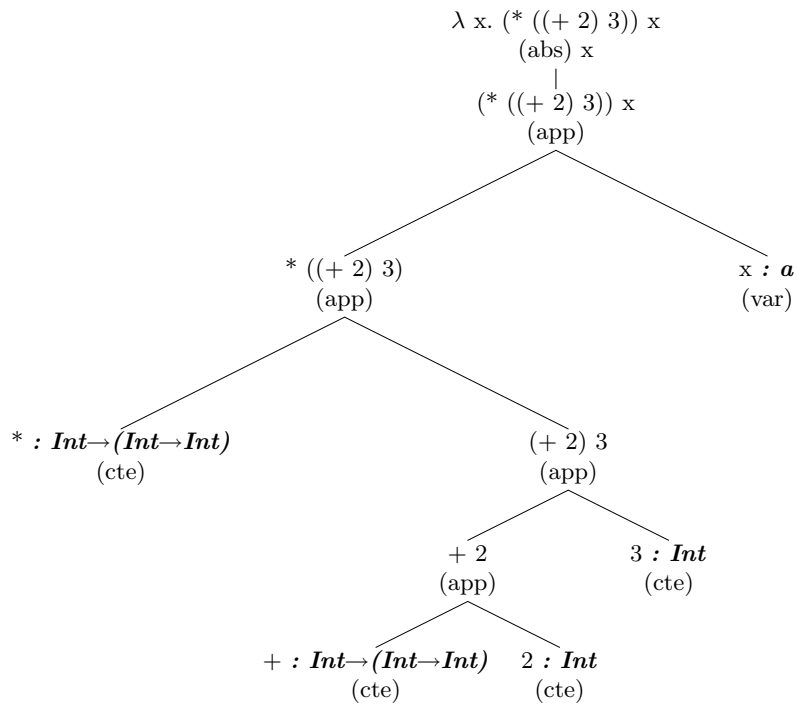 λ x. (* ((+ 2) 3)) x
(abs) x
(* ((+ 2) 3)) x
(app)
* ((+ 2) 3)
(app)
x : a
(var)
* : Int→(Int→Int)
(cte)
(+ 2) 3
(app)
+ 2
(app)
3 : Int
(cte)
+ : Int→(Int→Int)
(cte)
2 : Int
(cte)